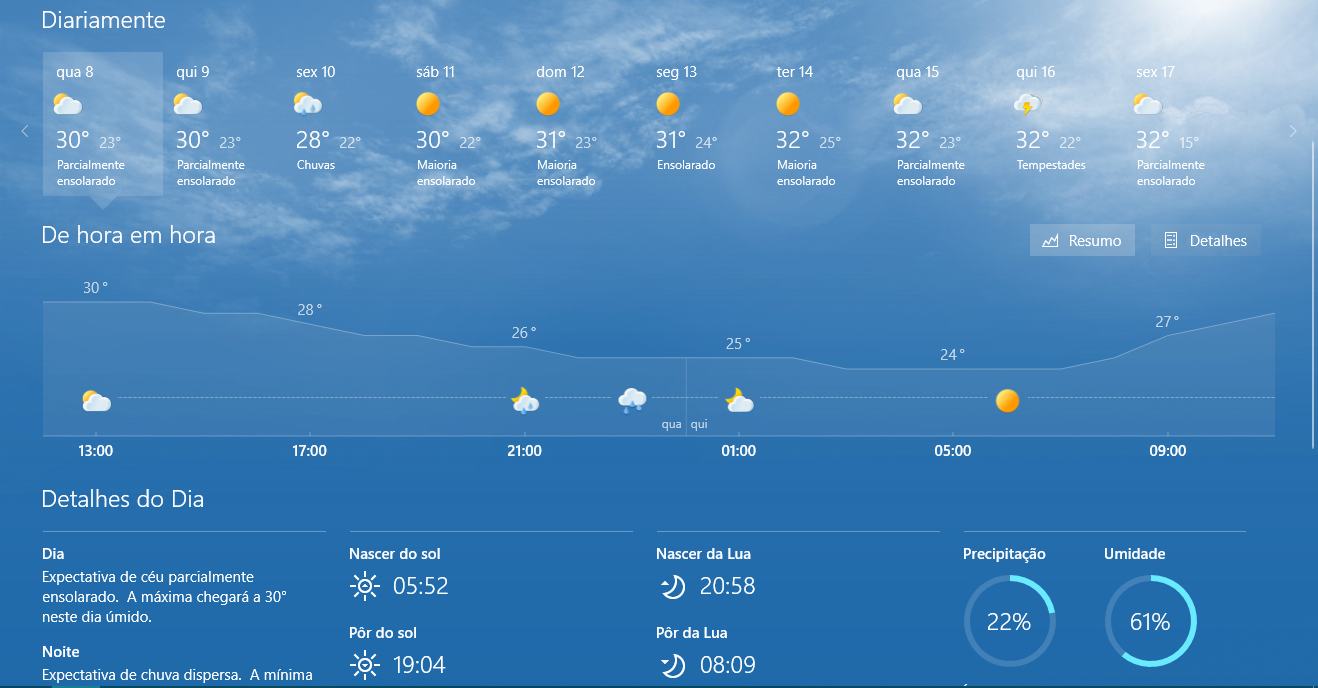 Diariamente
qua 8 qui 9 sex 10 sáb 11 dom 12 seg 13 ter 14 qua 15 qui 16 sex 17
30° 23° 30° 23° 28° 22° 30° 22° 31° 23° 31° 24° 32° 25° 32° 23° 32° 22° 32° 15°
Parcialmente Parcialmente Chuvas Maioria Maioria Ensolarado Maioria Parcialmente Tempestades Parcialmente
ensolarado ensolarado ensolarado ensolarado ensolarado ensolarado ensolarado
De hora em hora Resumo Detalhes
30° 28° 26° 25° 24° 27°
qua qui
13:00 17:00 21:00 01:00 05:00 09:00
Detalhes do Dia
Dia
Expectativa de céu parcialmente
ensolarado. A máxima chegará a 30°
neste dia úmido.
Noite
Expectativa de chuva dispersa. A mínima
Nascer do sol
05:52
Pôr do sol
19:04
Nascer da Lua
20:58
Pôr da Lua
08:09
Precipitação Umidade
22% 61%